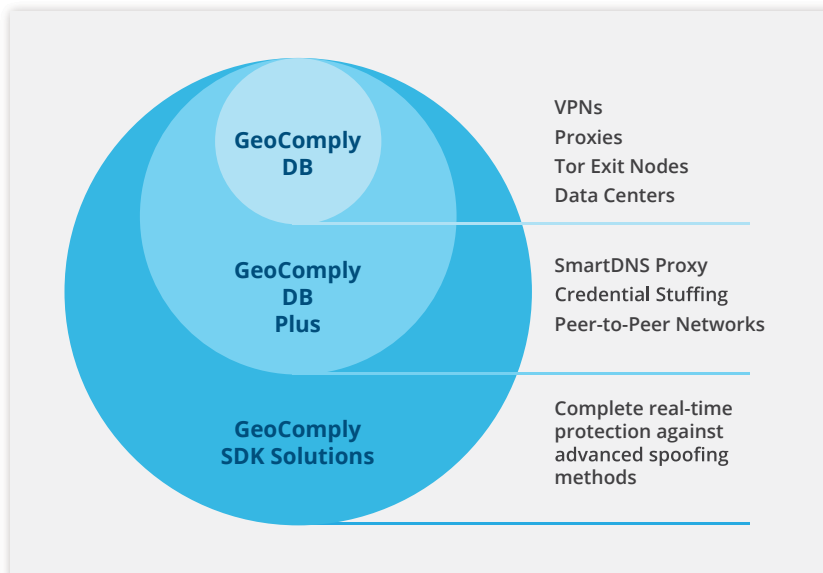 GeoComply
DB
VPNs
Proxies
Tor Exit Nodes
Data Centers
GeoComply
DB
Plus
SmartDNS Proxy
Credential Stuffing
Peer-to-Peer Networks
GeoComply
SDK Solutions
Complete real-time
protection against
advanced spoofing
methods